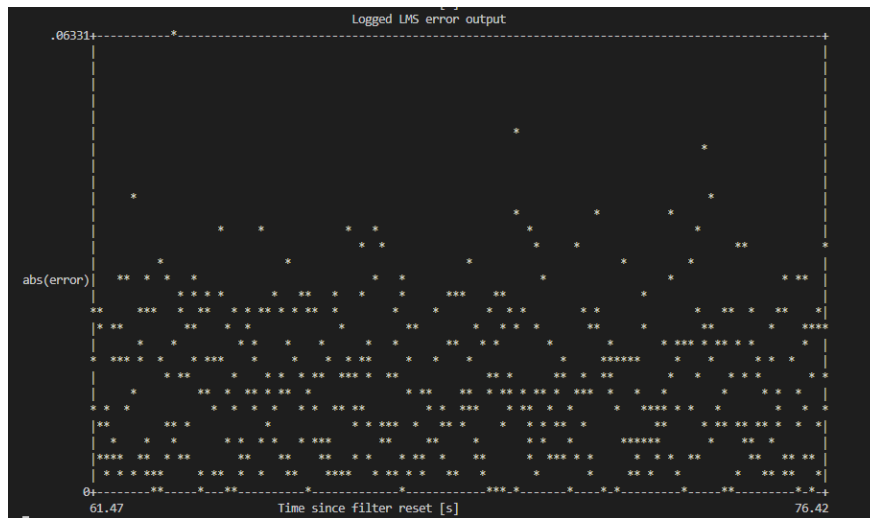 Logged LMS error output
.06331
abs(error)
0
61.47 Time since filter reset [s] 76.42